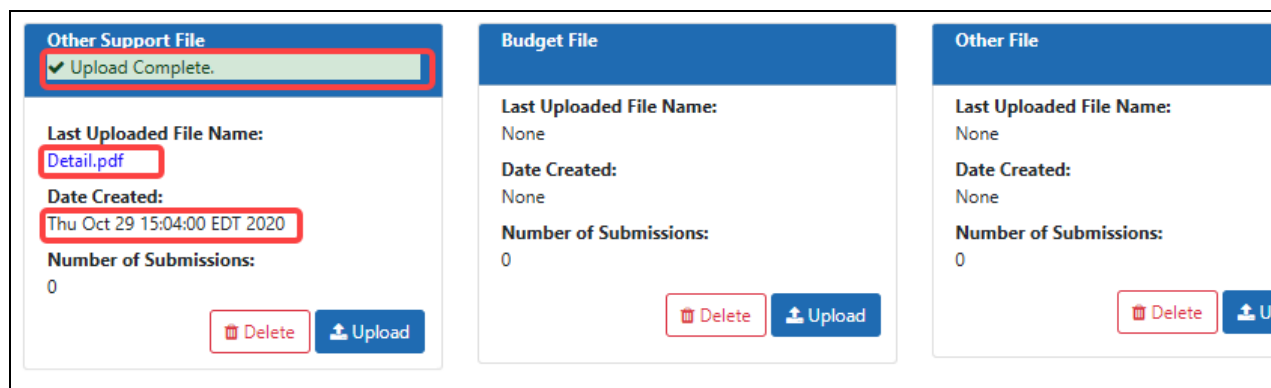 Other Support File
✔ Upload Complete.
Last Uploaded File Name:
Detail.pdf
Date Created:
Thu Oct 29 15:04:00 EDT 2020
Number of Submissions:
0
Delete
Upload
Budget File
Last Uploaded File Name:
None
Date Created:
None
Number of Submissions:
0
Delete
Upload
Other File
Last Uploaded File Name:
None
Date Created:
None
Number of Submissions:
0
Delete